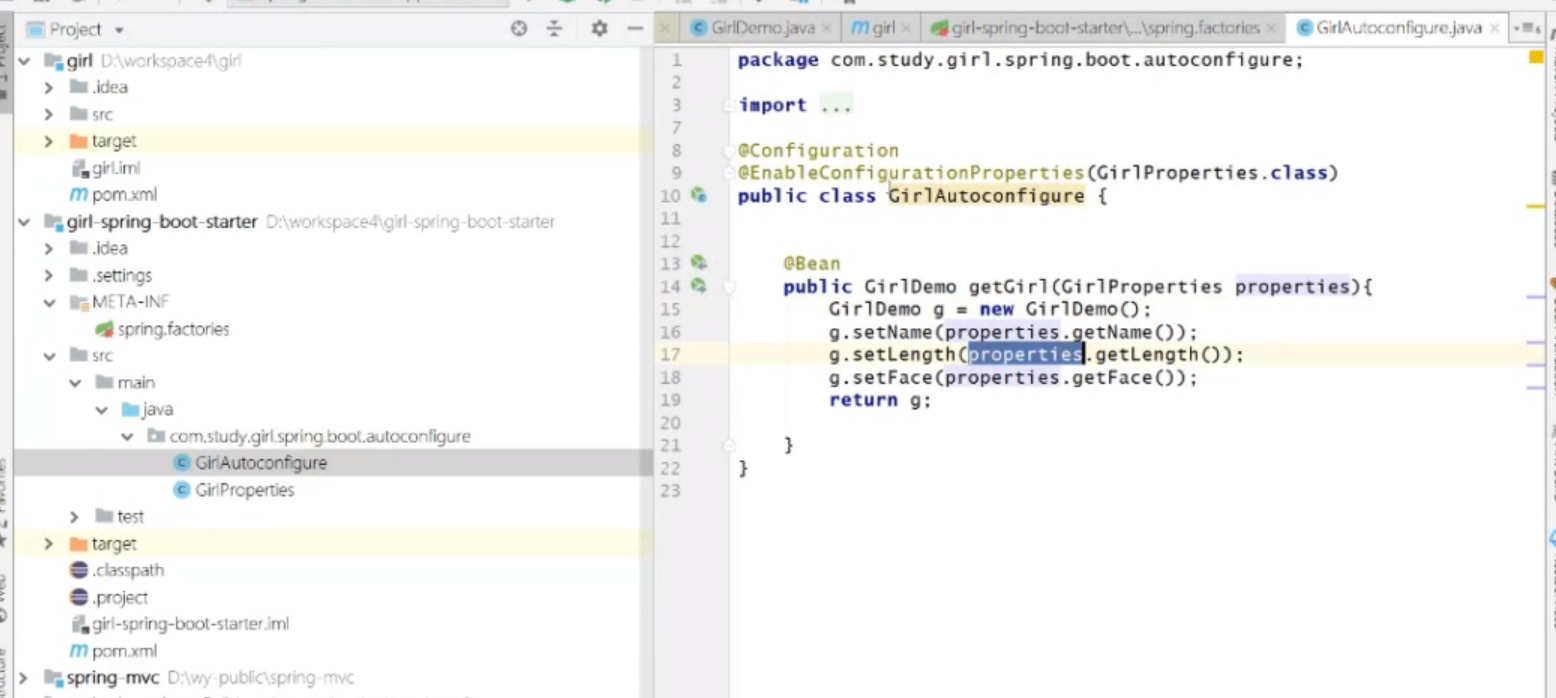 Project
girl D:\workspace4\girl
.idea
src
target
girl.iml
pom.xml
girl-spring-boot-starter D:\workspace4\girl-spring-boot-starter
.idea
.settings
META-INF
spring.factories
src
main
java
com.study.girl.spring.boot.autoconfigure
GirlAutoconfigure
GirlProperties
test
target
.classpath
.project
girl-spring-boot-starter.iml
pom.xml
spring-mvc D:\wy-public\spring-mvc
GirlDemo.java girl girl-spring-boot-starter\...\spring.factories GirlAutoconfigure.java
1 package com.study.girl.spring.boot.autoconfigure;
2
3 import ...
7
8 @Configuration
9 @EnableConfigurationProperties(GirlProperties.class)
10 public class GirlAutoconfigure {
11
12
13 @Bean
14 public GirlDemo getGirl(GirlProperties properties){
15 GirlDemo g = new GirlDemo();
16 g.setName(properties.getName());
17 g.setLength(properties.getLength());
18 g.setFace(properties.getFace());
19 return g;
20
21 }
22 }
23